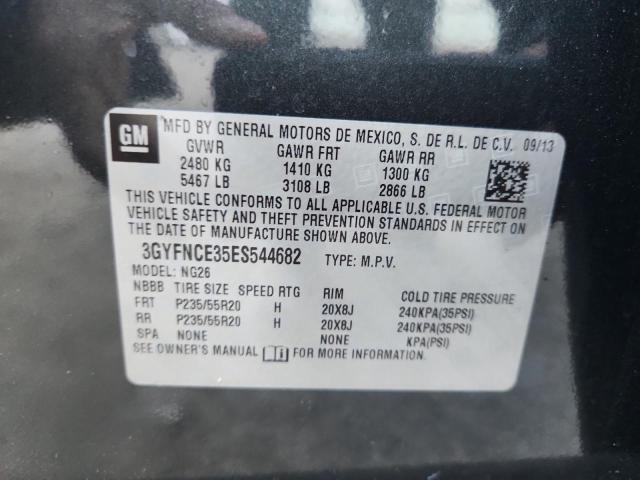 GM
MFD BY GENERAL MOTORS DE MEXICO, S. DE R.L. DE C.V. 09/13
GVWR GAWR FRT GAWR RR
2480 KG 1410 KG 1300 KG
5467 LB 3108 LB 2866 LB
THIS VEHICLE CONFORMS TO ALL APPLICABLE U.S. FEDERAL MOTOR
VEHICLE SAFETY AND THEFT PREVENTION STANDARDS IN EFFECT ON
THE DATE OF MANUFACTURE SHOWN ABOVE.
3GYFNCE35ES544682 TYPE: M.P.V.
MODEL: NG26
NBBB TIRE SIZE SPEED RTG RIM COLD TIRE PRESSURE
FRT P235/55R20 H 20X8J 240KPA(35PSI)
RR P235/55R20 H 20X8J 240KPA(35PSI)
SPA NONE NONE KPA(PSI)
SEE OWNER'S MANUAL FOR MORE INFORMATION.